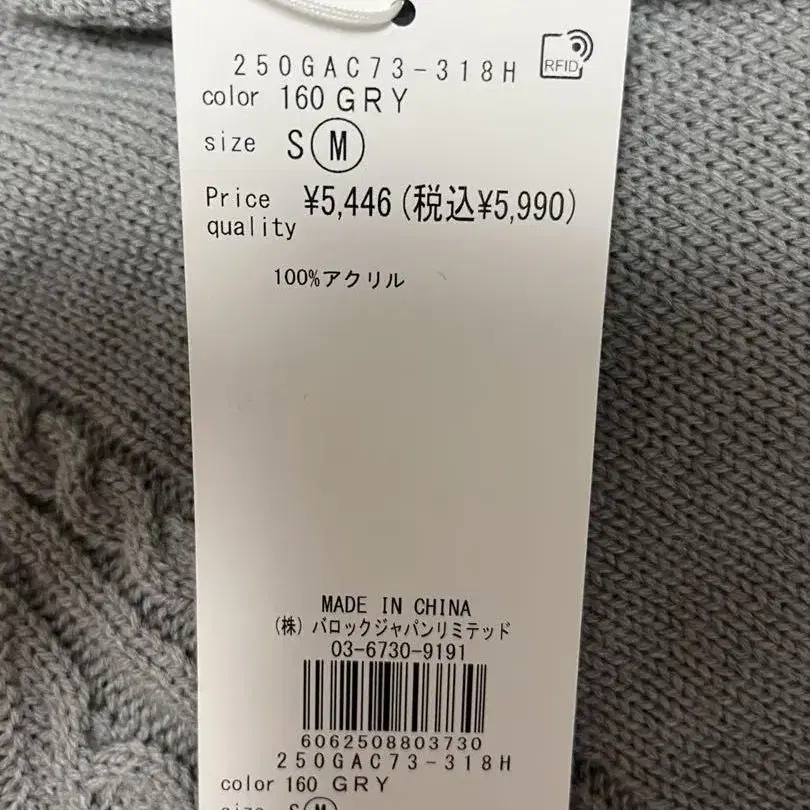 250GAC73-318H
RFID
color 160 GRY
size S M
Price ¥5,446 (税込¥5,990)
quality
100%アクリル
MADE IN CHINA
(株) バロックジャパンリミテッド
03-6730-9191
6062508803730
250GAC73-318H
color 160 GRY
size S M